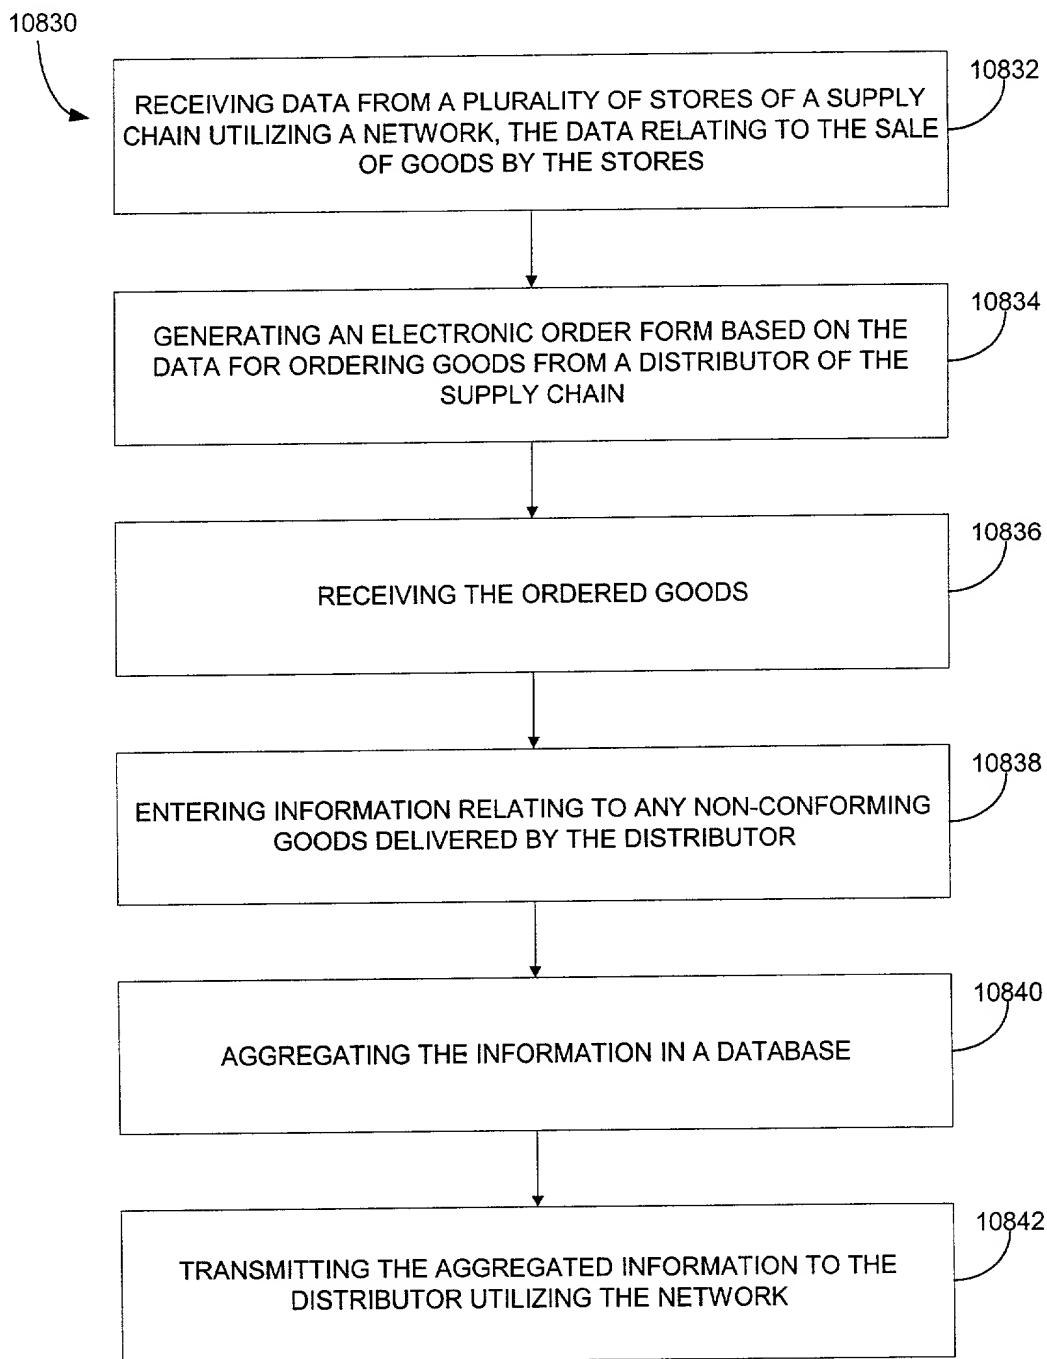 10830
10832
RECEIVING DATA FROM A PLURALITY OF STORES OF A SUPPLY
CHAIN UTILIZING A NETWORK, THE DATA RELATING TO THE SALE
OF GOODS BY THE STORES
10834
GENERATING AN ELECTRONIC ORDER FORM BASED ON THE
DATA FOR ORDERING GOODS FROM A DISTRIBUTOR OF THE
SUPPLY CHAIN
10836
RECEIVING THE ORDERED GOODS
10838
ENTERING INFORMATION RELATING TO ANY NON-CONFORMING
GOODS DELIVERED BY THE DISTRIBUTOR
10840
AGGREGATING THE INFORMATION IN A DATABASE
10842
TRANSMITTING THE AGGREGATED INFORMATION TO THE
DISTRIBUTOR UTILIZING THE NETWORK